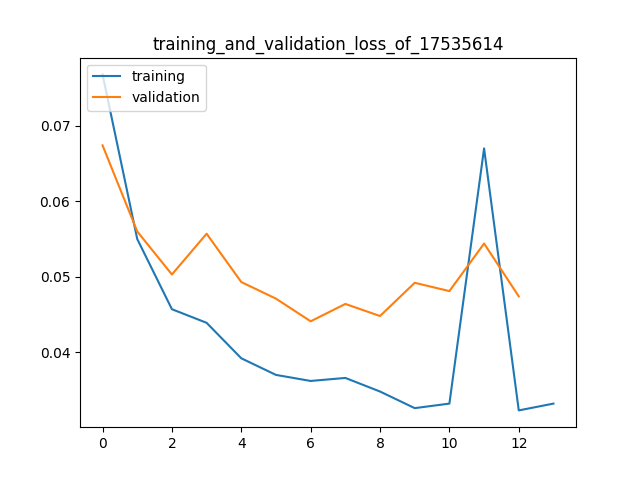 training_and_validation_loss_of_17535614
training
validation
0.07
0.06
0.05
0.04
0 2 4 6 8 10 12